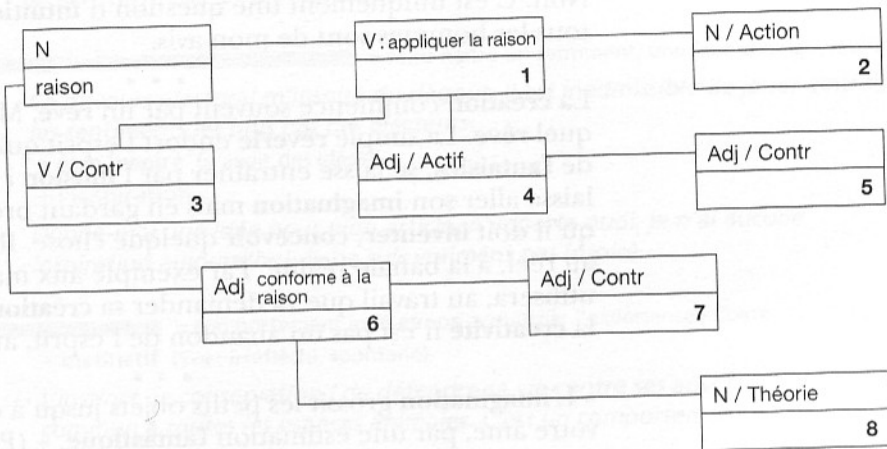 N
raison
V : appliquer la raison
1
N / Action
2
V / Contr
3
Adj / Actif
4
Adj / Contr
5
Adj conforme à la
raison
6
Adj / Contr
7
N / Théorie
8